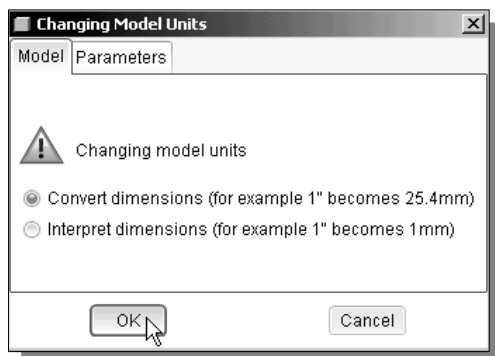 Changing Model Units
Model Parameters
Changing model units
Convert dimensions (for example 1" becomes 25.4mm)
Interpret dimensions (for example 1" becomes 1mm)
OK Cancel